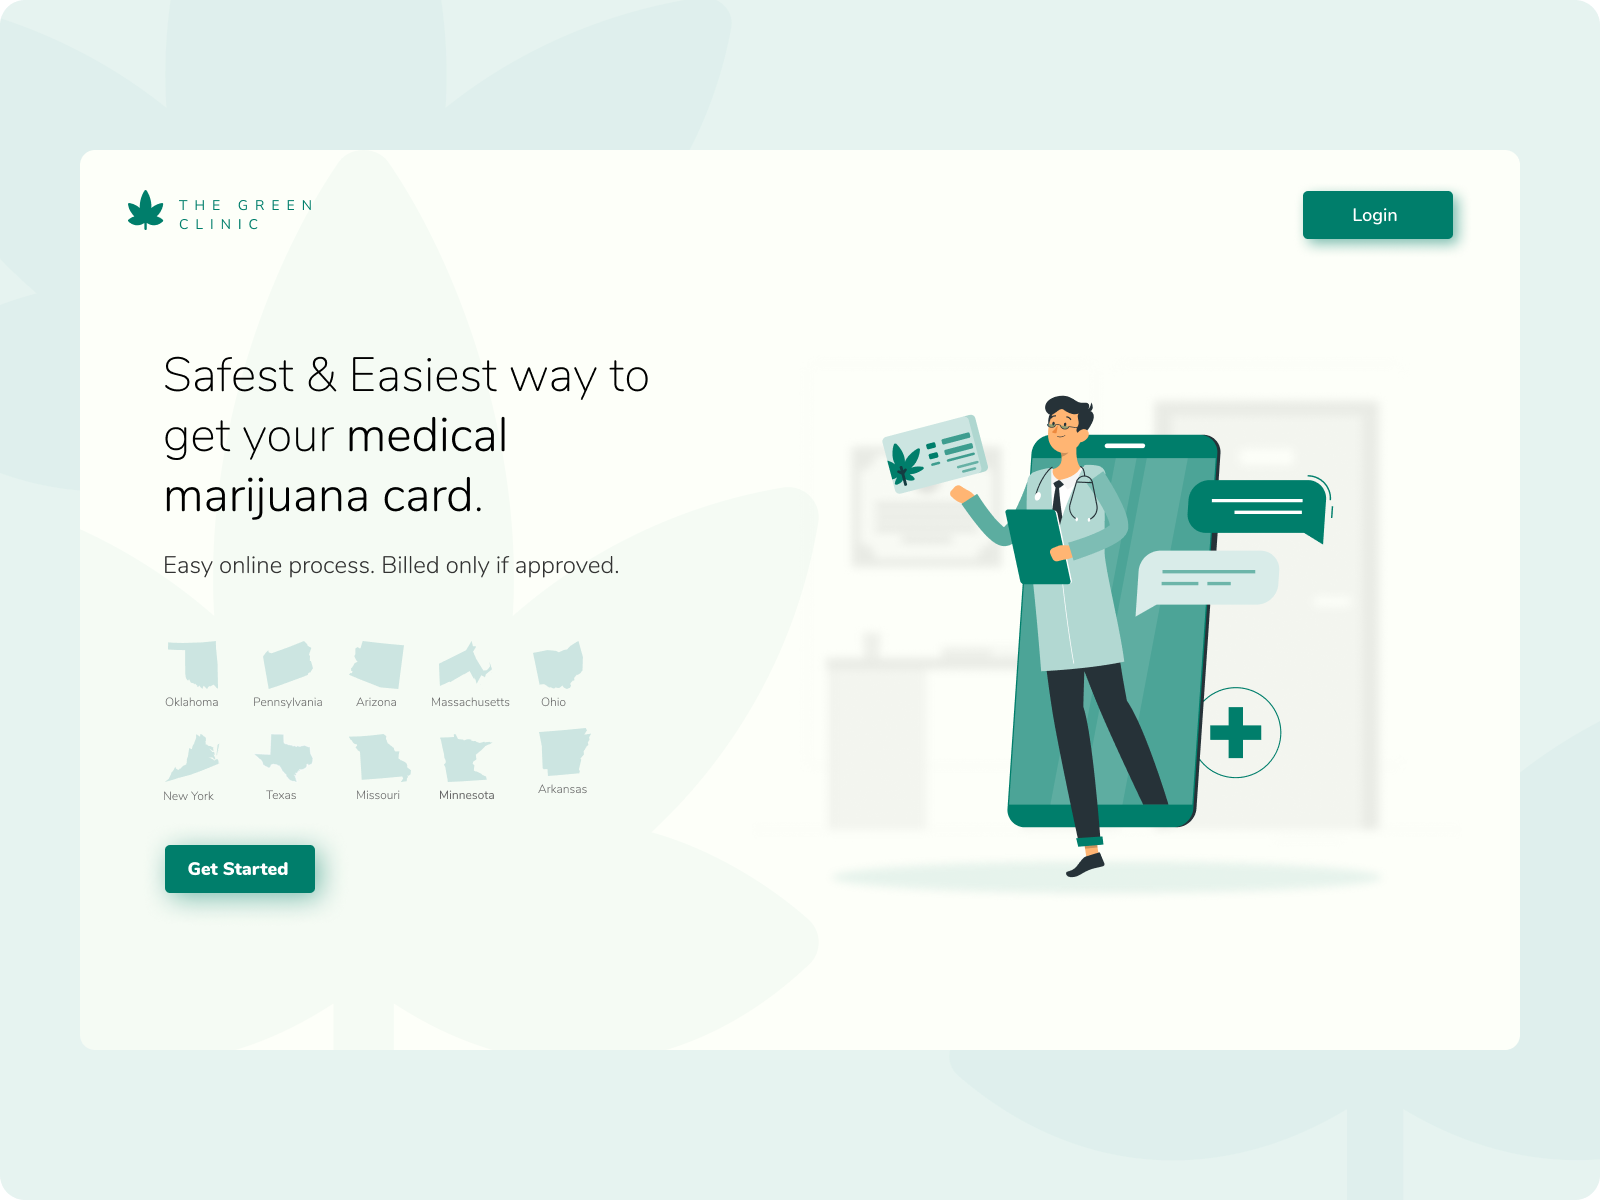 THE GREEN
CLINIC
Login
Safest & Easiest way to
get your medical
marijuana card.
Easy online process. Billed only if approved.
Oklahoma
Pennsylvania
Arizona
Massachusetts
Ohio
New York
Texas
Missouri
Minnesota
Arkansas
Get Started